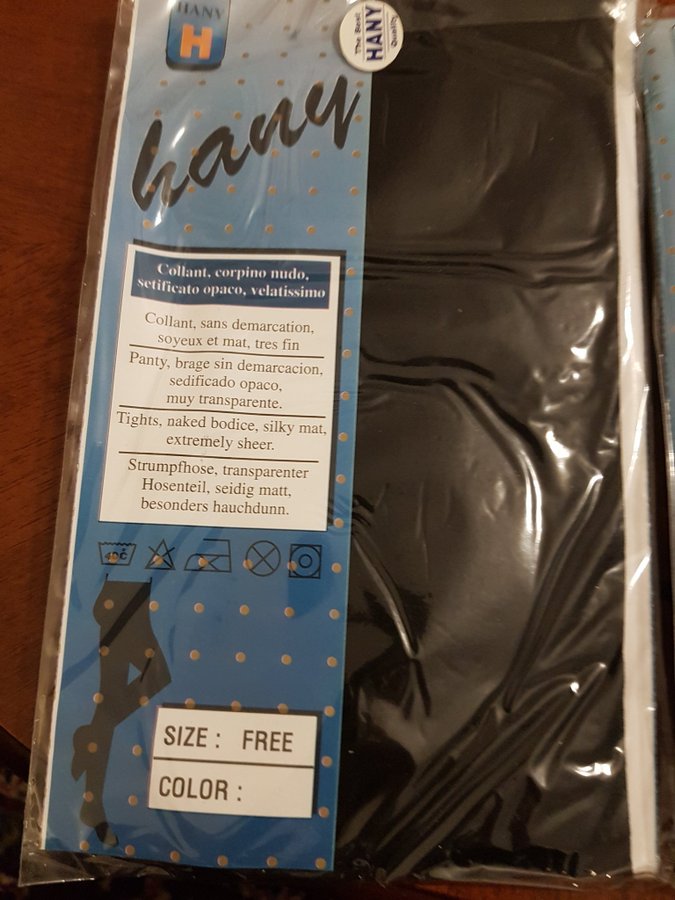 HANY
H
The Best
HANY
Quality
hany
Collant, corpino nudo,
setificato opaco, velatissimo
Collant, sans demarcation,
soyeux et mat, tres fin
Panty, brage sin demarcacion,
sedificado opaco,
muy transparente.
Tights, naked bodice, silky mat,
extremely sheer.
Strumpfhose, transparenter
Hosenteil, seidig matt,
besonders hauchdunn.
40°C
SIZE : FREE
COLOR :